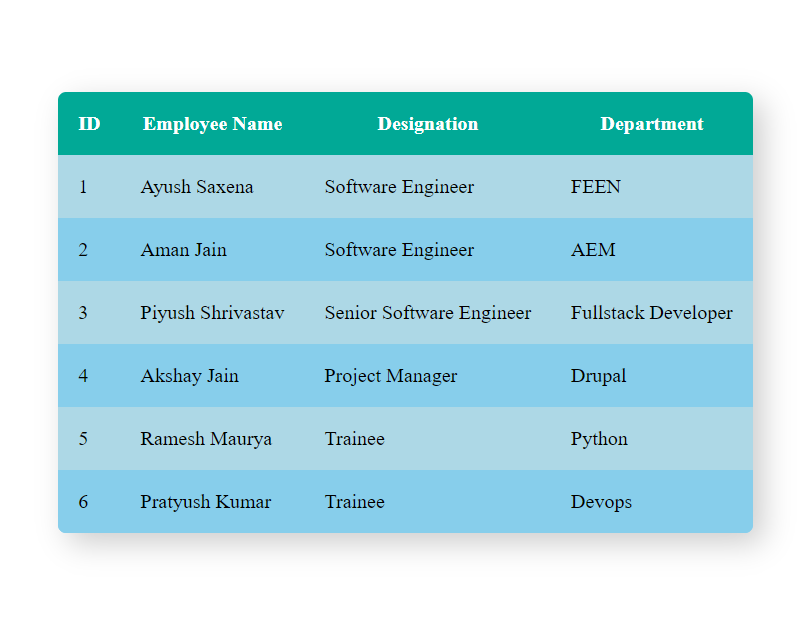 ID Employee Name Designation Department
1 Ayush Saxena Software Engineer FEEN
2 Aman Jain Software Engineer AEM
3 Piyush Shrivastav Senior Software Engineer Fullstack Developer
4 Akshay Jain Project Manager Drupal
5 Ramesh Maurya Trainee Python
6 Pratyush Kumar Trainee Devops